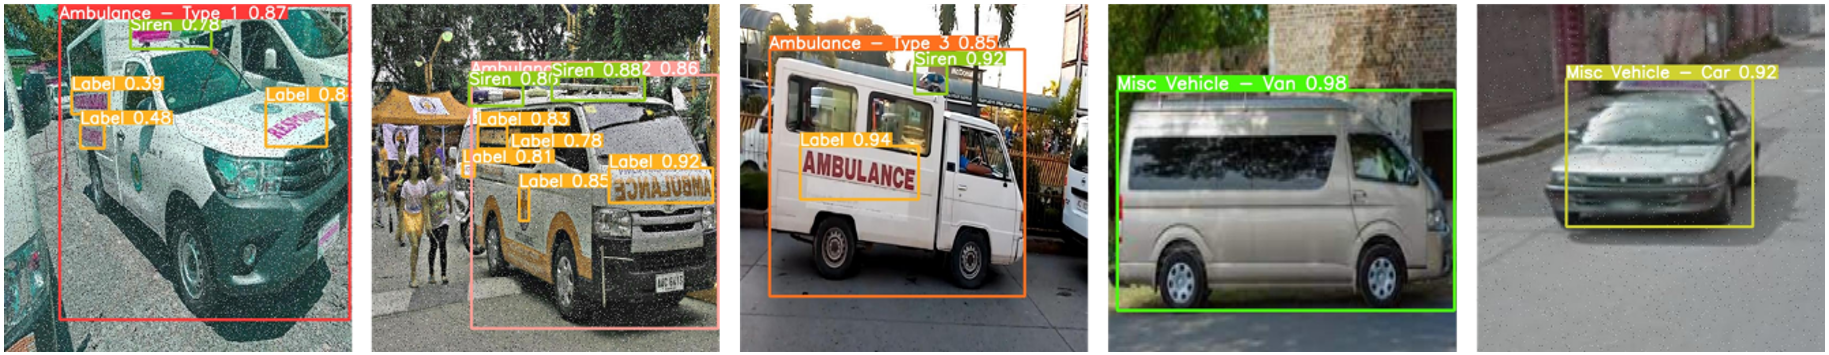 Ambulance - Type 1 0.87
Siren 0.78
Label 0.39
Label 0.8
Label 0.48
RESPONSE
2 0.86
Siren 0.8
Siren 0.88
Label 0.83
Label 0.78
Label 0.81
Label 0.92
Label 0.85
AMBULANCE
Ambulance - Type 3 0.85
Siren 0.92
Label 0.94
AMBULANCE
Misc Vehicle - Van 0.98
Misc Vehicle - Car 0.92